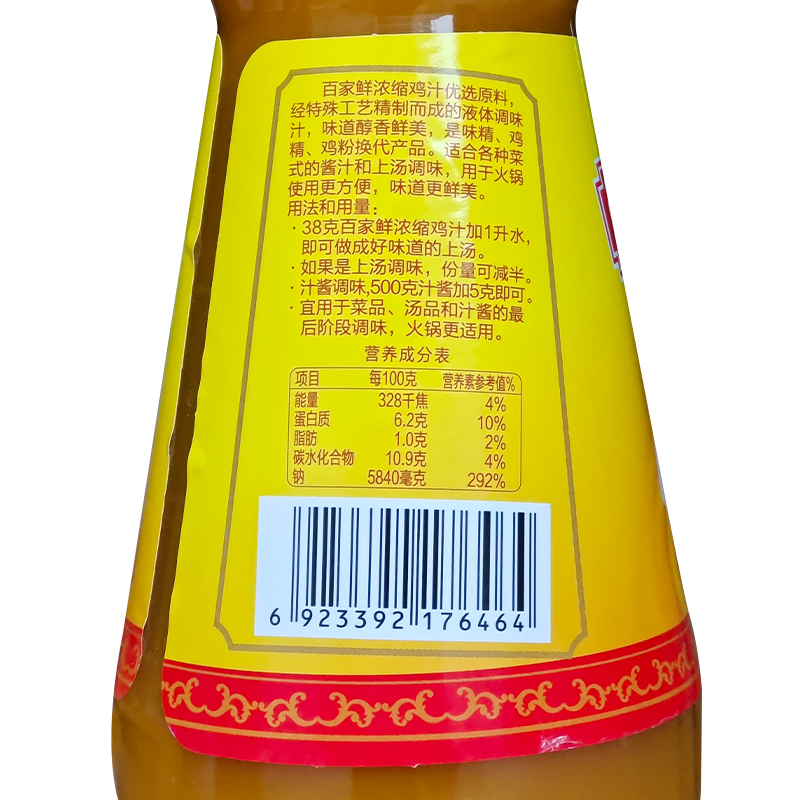 百家鲜浓缩鸡汁优选原料，
经特殊工艺精制而成的液体调味
汁，味道醇香鲜美，是味精、鸡
精、鸡粉换代产品。适合各种菜
式的酱汁和上汤调味，用于火锅
使用更方便，味道更鲜美。
用法和用量：
·38克百家鲜浓缩鸡汁加1升水，
即可做成好味道的上汤。
·如果是上汤调味，份量可减半。
·汁酱调味,500克汁酱加5克即可。
·宜用于菜品、汤品和汁酱的最
后阶段调味，火锅更适用。
营养成分表
项目 每100克 营养素参考值%
能量 328千焦 4%
蛋白质 6.2克 10%
脂肪 1.0克 2%
碳水化合物 10.9克 4%
钠 5840毫克 292%
6 923392 176464